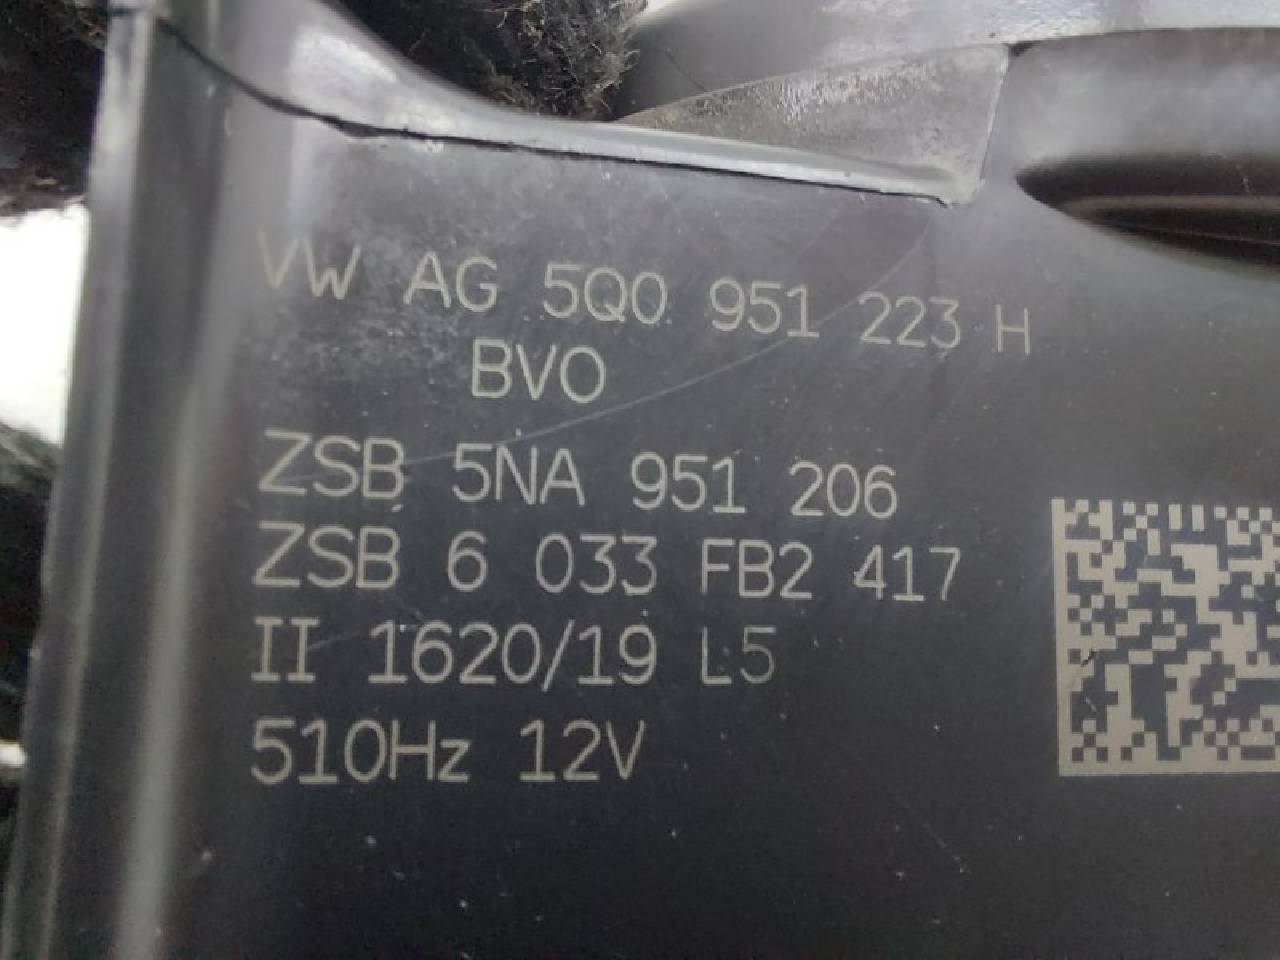 VW AG 5Q0 951 223 H
BVO
ZSB 5NA 951 206
ZSB 6 033 FB2 417
II 1620/19 L5
510Hz 12V